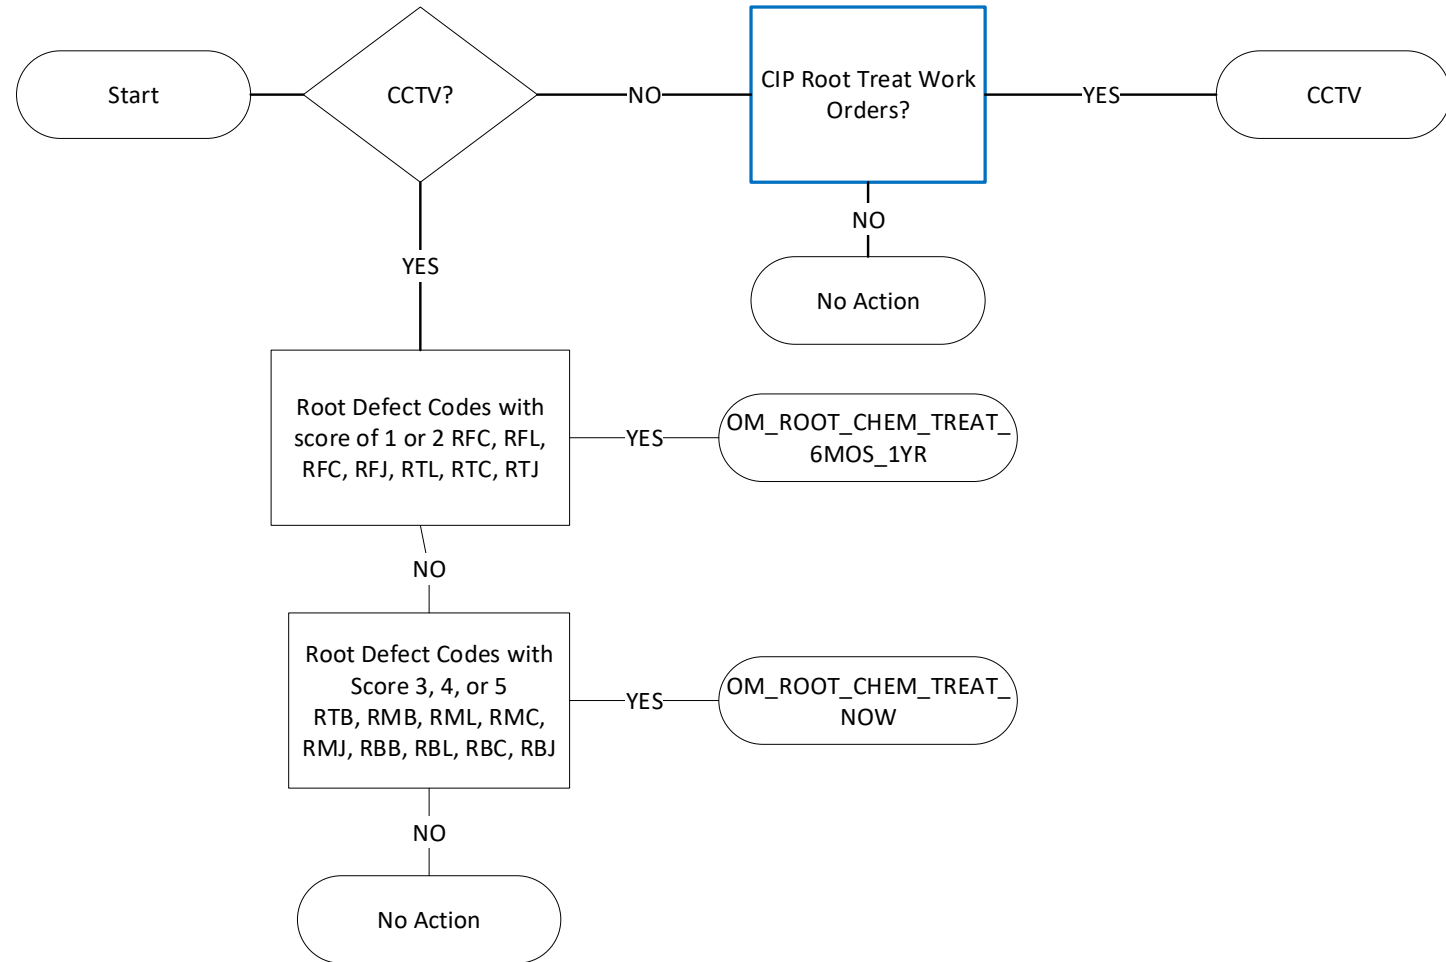 Start
CCTV?
NO
CIP Root Treat Work
Orders?
YES
CCTV
NO
No Action
YES
Root Defect Codes with
score of 1 or 2 RFC, RFL,
RFC, RFJ, RTL, RTC, RTJ
YES
OM_ROOT_CHEM_TREAT_
6MOS_1YR
NO
Root Defect Codes with
Score 3, 4, or 5
RTB, RMB, RML, RMC,
RMJ, RBB, RBL, RBC, RBJ
YES
OM_ROOT_CHEM_TREAT_
NOW
NO
No Action